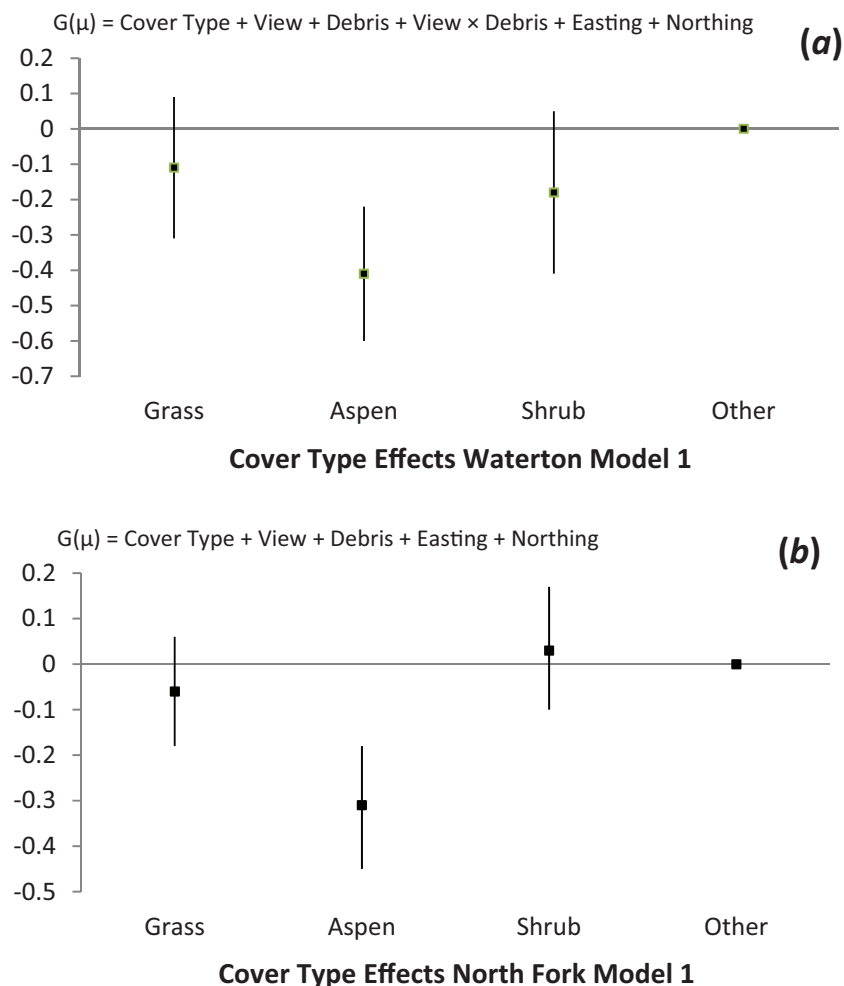 G(μ) = Cover Type + View + Debris + View × Debris + Easting + Northing
(a)
0.2
0.1
0
-0.1
-0.2
-0.3
-0.4
-0.5
-0.6
-0.7
Grass Aspen Shrub Other
Cover Type Effects Waterton Model 1
G(μ) = Cover Type + View + Debris + Easting + Northing
(b)
0.2
0.1
0
-0.1
-0.2
-0.3
-0.4
-0.5
Grass Aspen Shrub Other
Cover Type Effects North Fork Model 1